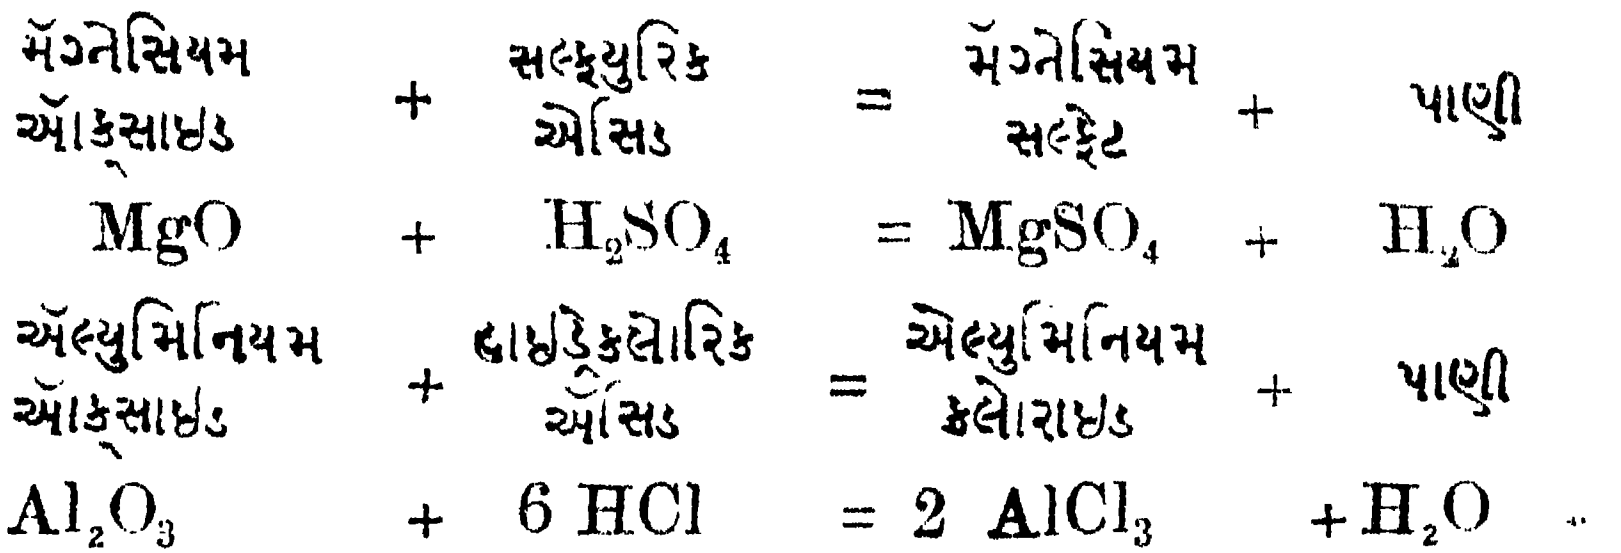 મૅગ્નેસિયમ + સલ્ફ્યુરિક = મૅગ્નેસિયમ + પાણી
ઑક્સાઇડ ઍસિડ સલ્ફેટ
MgO + H₂SO₄ = MgSO₄ + H₂O
ઍલ્યુમિનિયમ + હાઇડ્રેક્લોરિક = ઍલ્યુમિનિયમ + પાણી
ઑક્સાઇડ ઍસિડ ક્લોરાઇડ
Al₂O₃ + 6 HCl = 2 AlCl₃ + H₂O